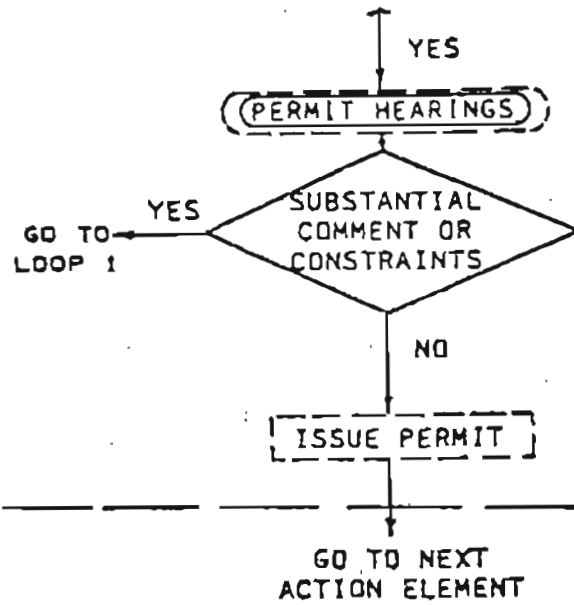 YES
PERMIT HEARINGS
SUBSTANTIAL
COMMENT OR
CONSTRAINTS
YES
GO TO
LOOP 1
NO
ISSUE PERMIT
GO TO NEXT
ACTION ELEMENT